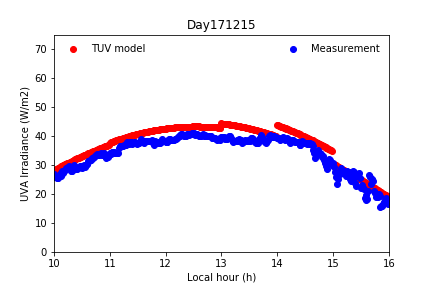 Day171215
TUV model
Measurement
UVA Irradiance (W/m2)
70
60
50
40
30
20
10
0
10 11 12 13 14 15 16
Local hour (h)